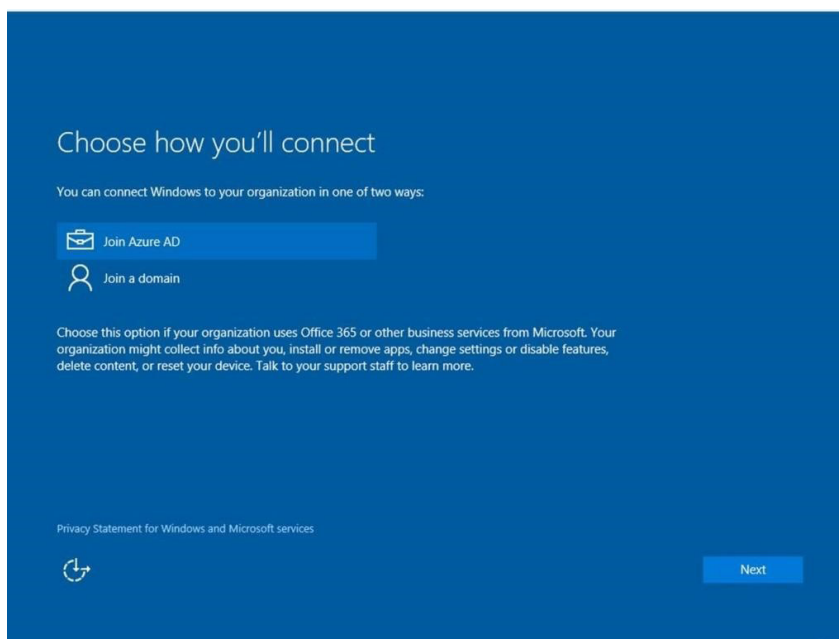 Choose how you'll connect
You can connect Windows to your organization in one of two ways:
Join Azure AD
Join a domain
Choose this option if your organization uses Office 365 or other business services from Microsoft. Your
organization might collect info about you, install or remove apps, change settings or disable features,
delete content, or reset your device. Talk to your support staff to learn more.
Privacy Statement for Windows and Microsoft services
Next